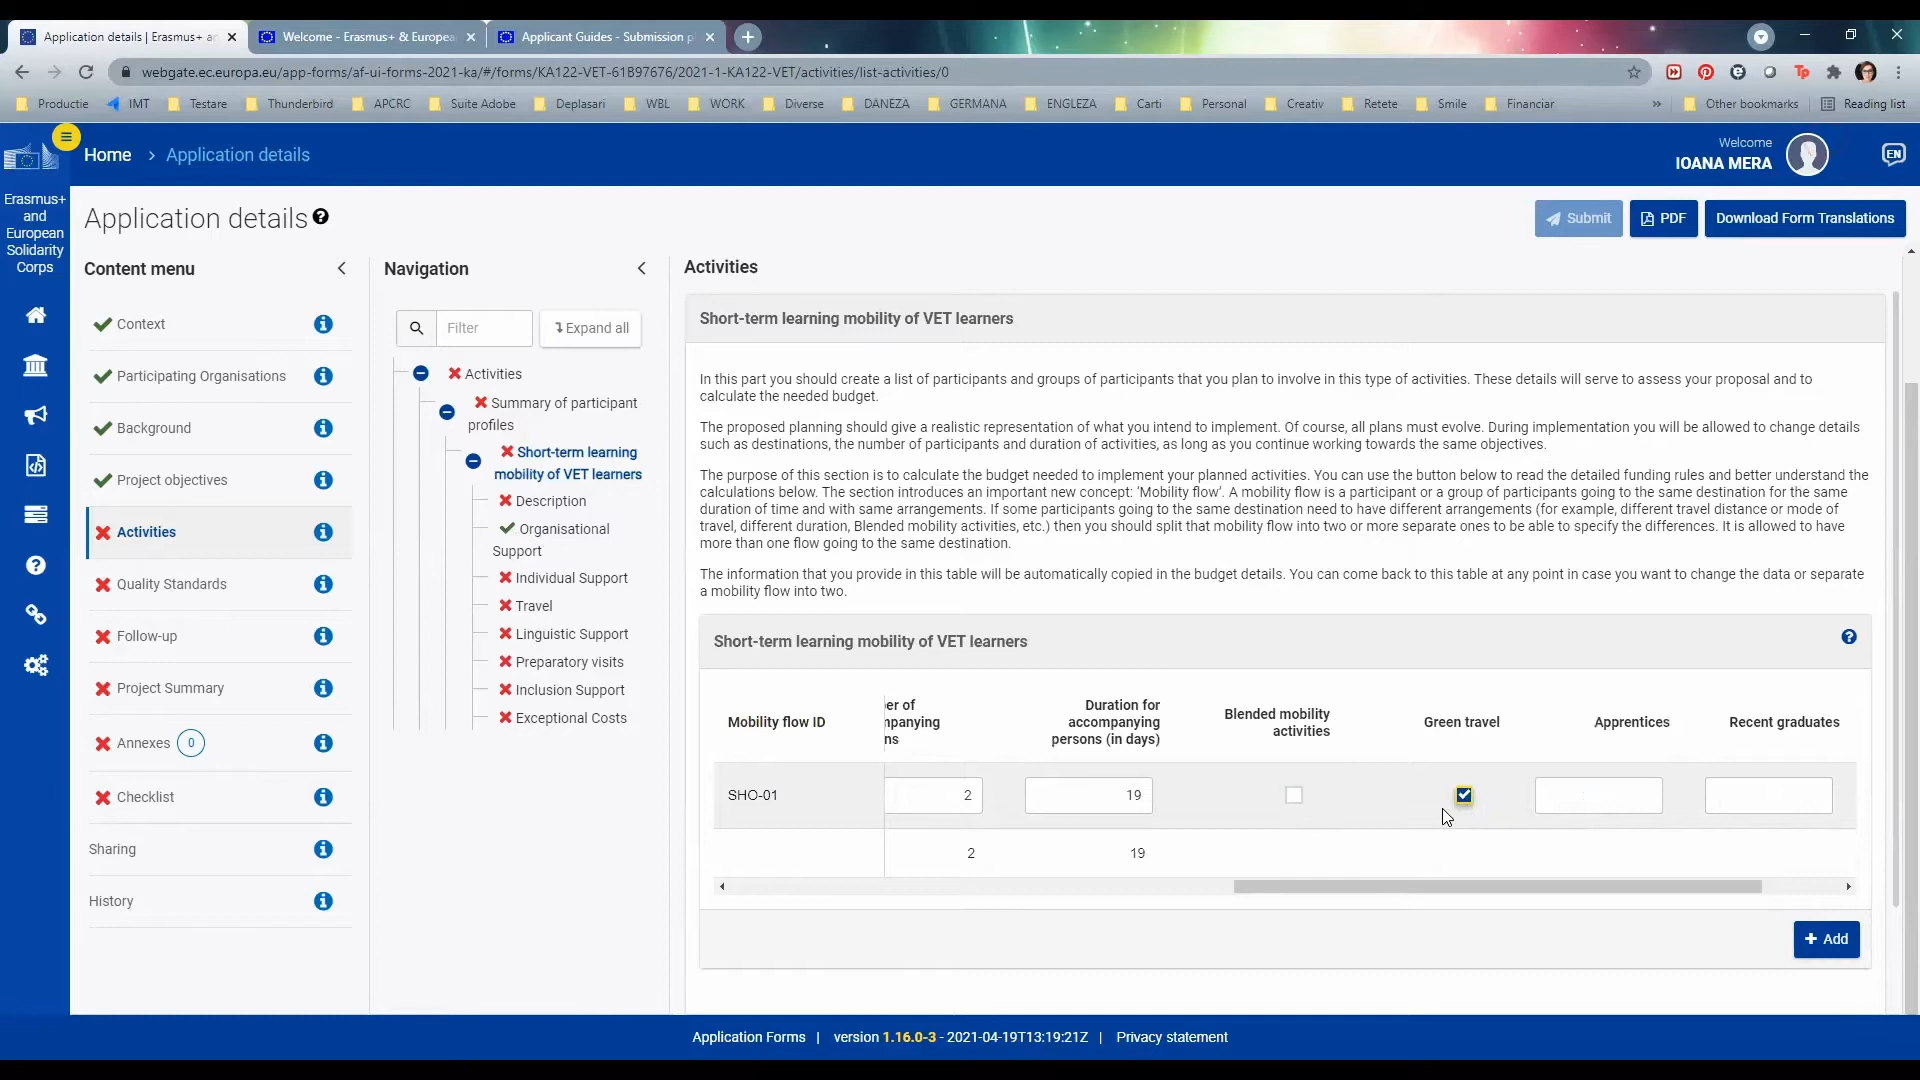 Application details | Erasmus+ a
Welcome - Erasmus+ & Europea
Applicant Guides - Submission p
webgate.ec.europa.eu/app-forms/af-ui-forms-2021-ka/#/forms/KA122-VET-61B97676/2021-1-KA122-VET/activities/list-activities/0
Productie IMT Testare Thunderbird APCRC Suite Adobe Deplasari WBL WORK Diverse DANEZA GERMANA ENGLEZA Carti Personal Creativ Retete Smile Financiar » Other bookmarks Reading list
Home > Application details
Welcome
IOANA MERA
EN
Erasmus+
and
European
Solidarity
Corps
Application details
Submit
PDF
Download Form Translations
Content menu
Context
Participating Organisations
Background
Project objectives
Activities
Quality Standards
Follow-up
Project Summary
Annexes 0
Checklist
Sharing
History
Navigation
Filter
Expand all
Activities
Summary of participant
profiles
Short-term learning
mobility of VET learners
Description
Organisational
Support
Individual Support
Travel
Linguistic Support
Preparatory visits
Inclusion Support
Exceptional Costs
Activities
Short-term learning mobility of VET learners
In this part you should create a list of participants and groups of participants that you plan to involve in this type of activities. These details will serve to assess your proposal and to
calculate the needed budget.
The proposed planning should give a realistic representation of what you intend to implement. Of course, all plans must evolve. During implementation you will be allowed to change details
such as destinations, the number of participants and duration of activities, as long as you continue working towards the same objectives.
The purpose of this section is to calculate the budget needed to implement your planned activities. You can use the button below to read the detailed funding rules and better understand the
calculations below. The section introduces an important new concept: ‘Mobility flow’. A mobility flow is a participant or a group of participants going to the same destination for the same
duration of time and with same arrangements. If some participants going to the same destination need to have different arrangements (for example, different travel distance or mode of
travel, different duration, Blended mobility activities, etc.) then you should split that mobility flow into two or more separate ones to be able to specify the differences. It is allowed to have
more than one flow going to the same destination.
The information that you provide in this table will be automatically copied in the budget details. You can come back to this table at any point in case you want to change the data or separate
a mobility flow into two.
Short-term learning mobility of VET learners
Mobility flow ID
er of
npanying
ns
Duration for
accompanying
persons (in days)
Blended mobility
activities
Green travel
Apprentices
Recent graduates
SHO-01 2 19
2 19
+ Add
Application Forms | version 1.16.0-3 - 2021-04-19T13:19:21Z | Privacy statement